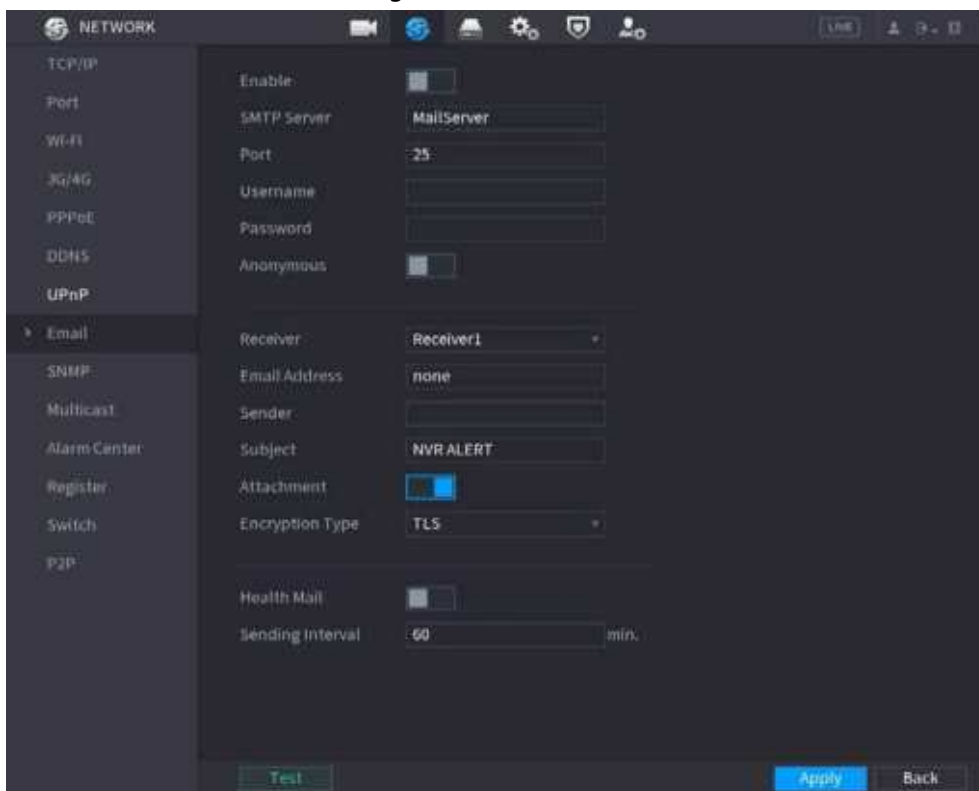 NETWORK
LIVE
TCP/IP
Port
Wi-Fi
3G/4G
PPPoE
DDNS
UPnP
Email
SNMP
Multicast
Alarm Center
Register
Switch
P2P
Enable
SMTP Server MailServer
Port 25
Username
Password
Anonymous
Receiver Receiver1
Email Address none
Sender
Subject NVR ALERT
Attachment
Encryption Type TLS
Health Mail
Sending Interval 60 min.
Test Apply Back